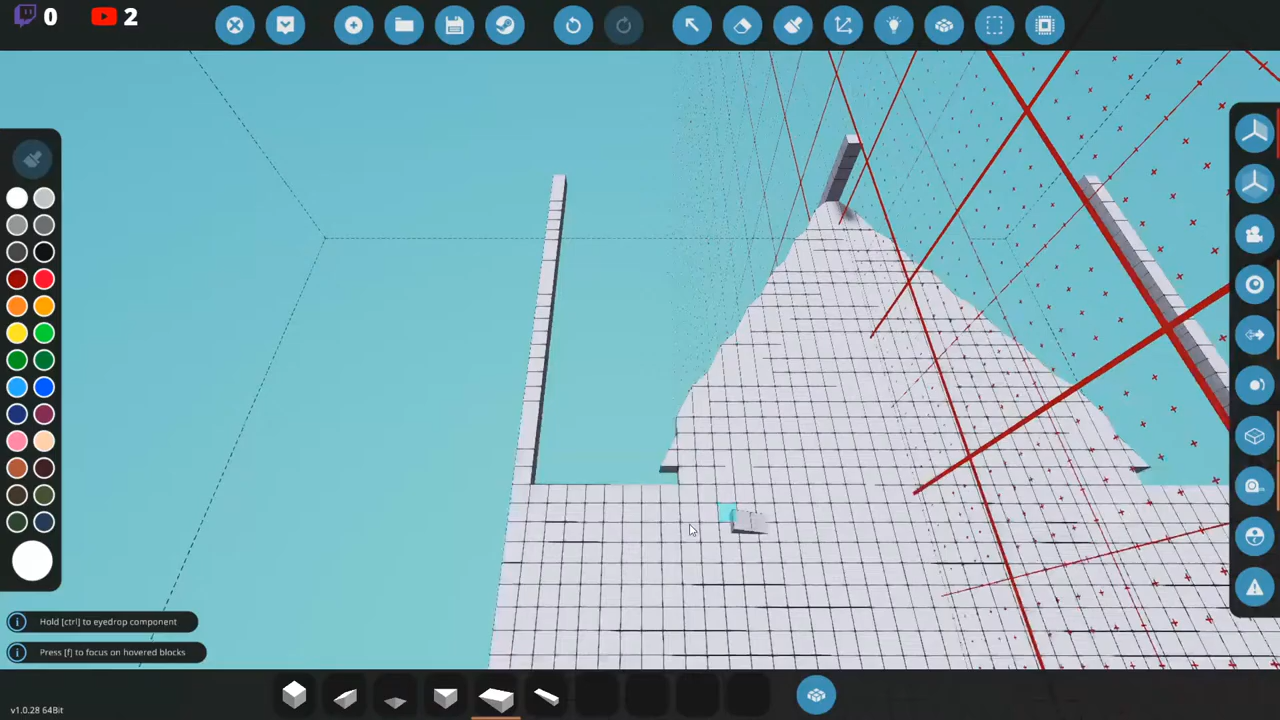 0
2
Hold [ctrl] to eyedrop component
Press [f] to focus on hovered blocks
v1.0.28 64Bit